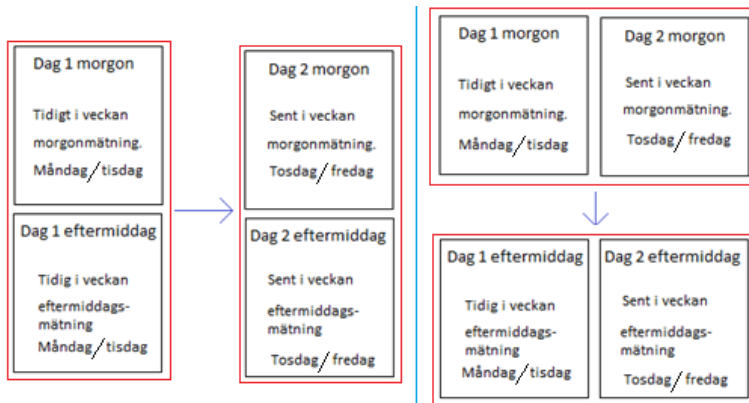 Dag 1 morgon
Tidigt i veckan
morgonmätning.
Måndag/tisdag
Dag 1 eftermiddag
Tidig i veckan
eftermiddags-
mätning
Måndag/tisdag
Dag 2 morgon
Sent i veckan
morgonmätning.
Tosdag/fredag
Dag 2 eftermiddag
Sent i veckan
eftermiddags-
mätning
Tosdag/fredag
Dag 1 morgon
Tidigt i veckan
morgonmätning.
Måndag/tisdag
Dag 2 morgon
Sent i veckan
morgonmätning.
Tosdag/fredag
Dag 1 eftermiddag
Tidig i veckan
eftermiddags-
mätning
Måndag/tisdag
Dag 2 eftermiddag
Sent i veckan
eftermiddags-
mätning
Tosdag/fredag